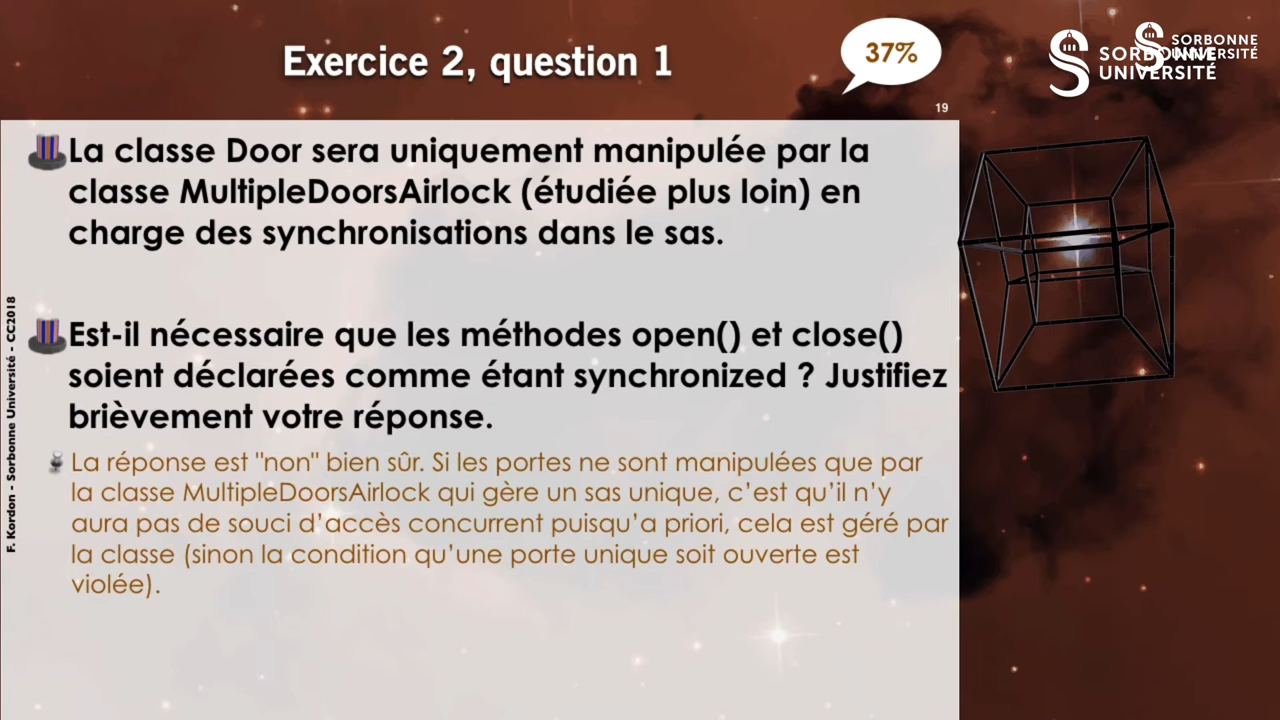 Exercice 2, question 1
37%
SORBONNE
UNIVERSITÉ
SORBONNE
UNIVERSITÉ
19
La classe Door sera uniquement manipulée par la
classe MultipleDoorsAirlock (étudiée plus loin) en
charge des synchronisations dans le sas.
Est-il nécessaire que les méthodes open() et close()
soient déclarées comme étant synchronized ? Justifiez
brièvement votre réponse.
La réponse est "non" bien sûr. Si les portes ne sont manipulées que par
la classe MultipleDoorsAirlock qui gère un sas unique, c’est qu’il n’y
aura pas de souci d’accès concurrent puisqu’a priori, cela est géré par
la classe (sinon la condition qu’une porte unique soit ouverte est
violée).
F. Kordon - Sorbonne Université - CC2018